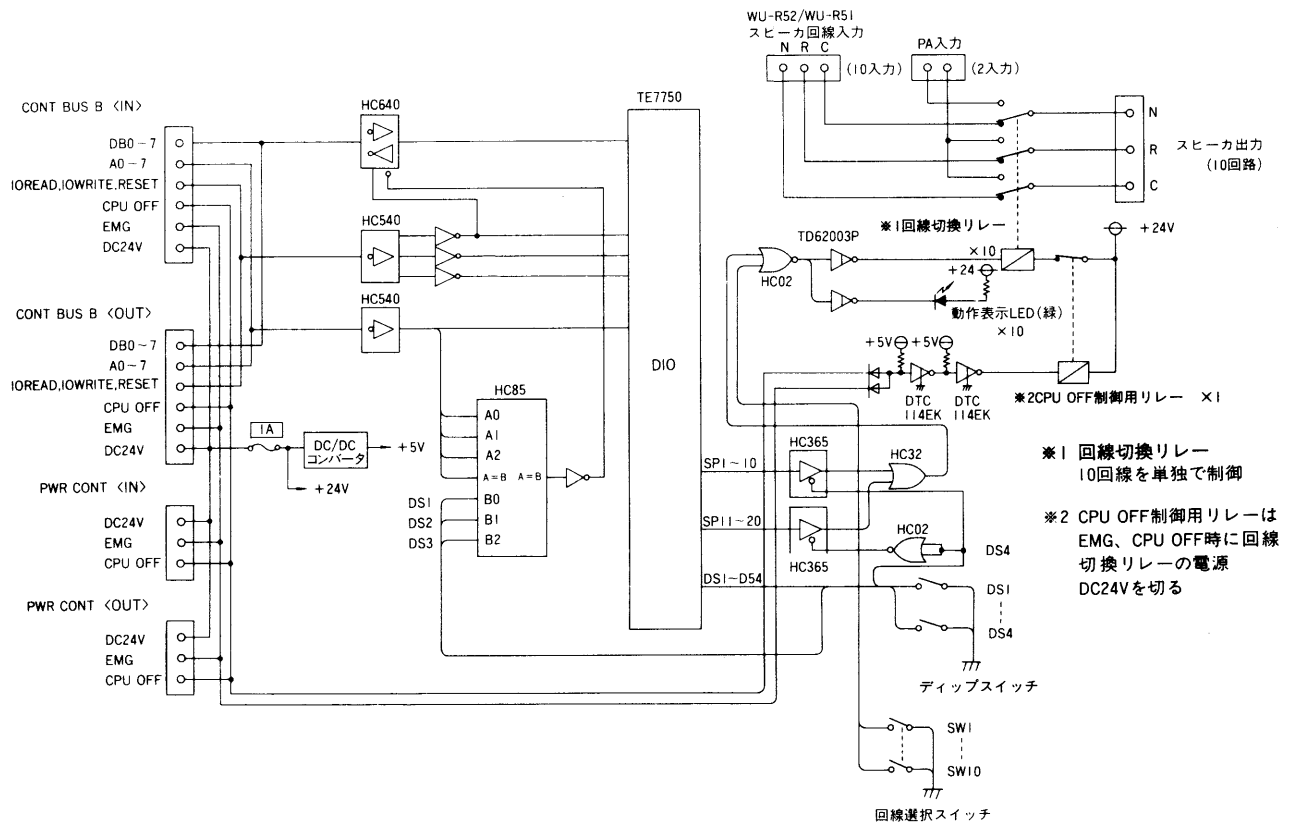 WU-R52/WU-R51
スピーカ回線入力
N R C
(10入力)
PA入力
(2入力)
CONT BUS B 〈IN〉
DB0~7
A0~7
IOREAD,IOWRITE,RESET
CPU OFF
EMG
DC24V
HC640
HC540
HC540
TE7750
DIO
N
R
C
スピーカ出力
(10回路)
※1回線切換リレー
×10
+24V
TD62003P
HC02
+24
動作表示LED(緑)
×10
CONT BUS B 〈OUT〉
DB0~7
A0~7
IOREAD,IOWRITE,RESET
CPU OFF
EMG
DC24V
1A
DC/DC
コンバータ
+5V
+24V
HC85
A0
A1
A2
A=B A=B
B0
B1
B2
DS1
DS2
DS3
+5V +5V
DTC
114EK
DTC
114EK
※2CPU OFF制御用リレー ×1
PWR CONT 〈IN〉
DC24V
EMG
CPU OFF
PWR CONT 〈OUT〉
DC24V
EMG
CPU OFF
SP1~10
SP11~20
DS1~D54
HC365
HC32
HC365
HC02
DS4
DS1
DS4
ディップスイッチ
SW1
SW10
回線選択スイッチ
※1 回線切換リレー
10回線を単独で制御
※2 CPU OFF制御用リレーは
EMG、CPU OFF時に回線
切換リレーの電源
DC24Vを切る